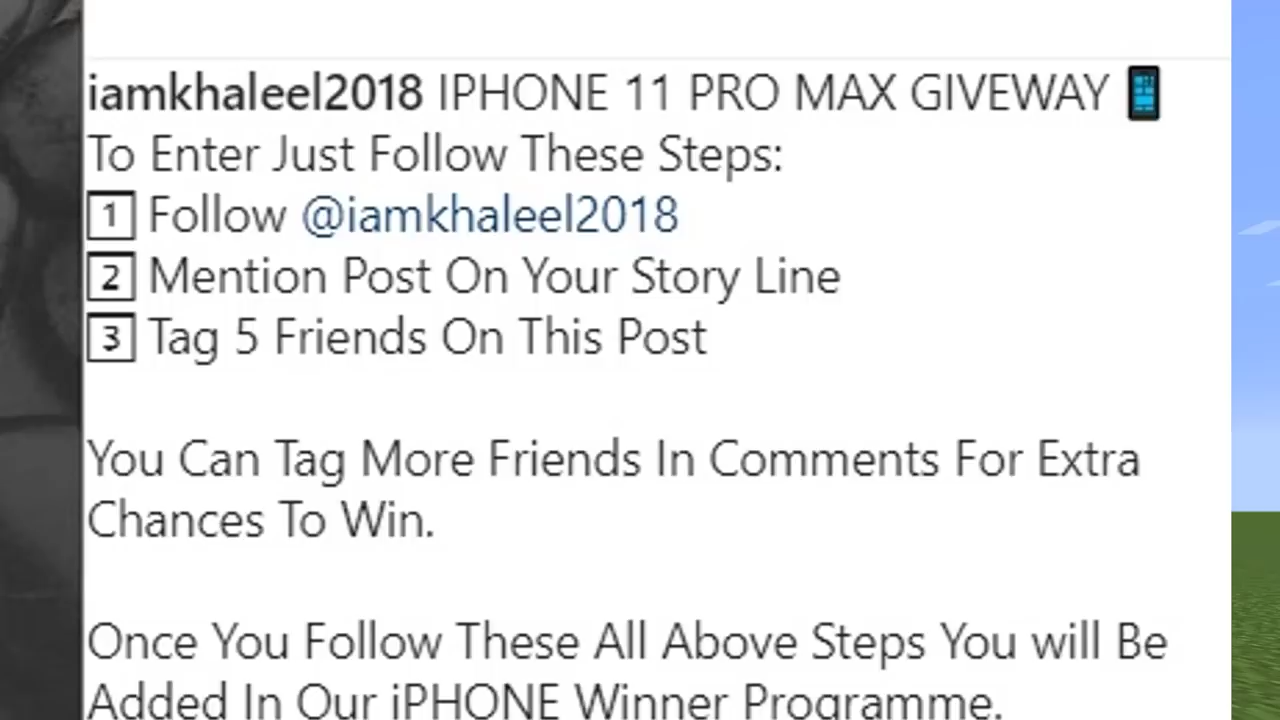 iamkhaleel2018 IPHONE 11 PRO MAX GIVEWAY 📱
To Enter Just Follow These Steps:
1️⃣ Follow @iamkhaleel2018
2️⃣ Mention Post On Your Story Line
3️⃣ Tag 5 Friends On This Post
You Can Tag More Friends In Comments For Extra
Chances To Win.
Once You Follow These All Above Steps You will Be
Added In Our iPHONE Winner Programme.